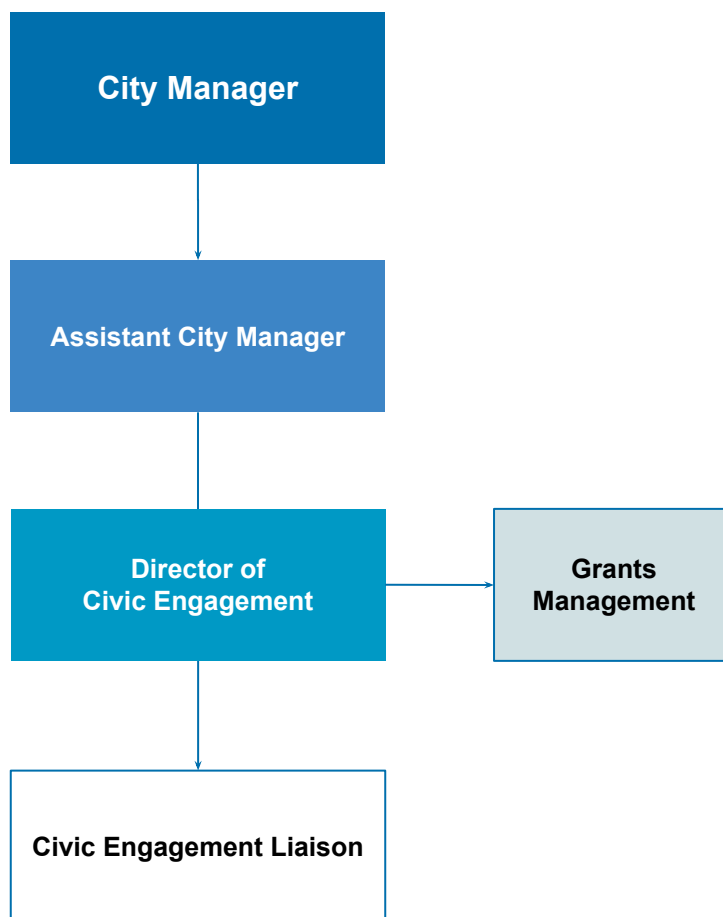 City Manager
Assistant City Manager
Director of
Civic Engagement
Grants
Management
Civic Engagement Liaison